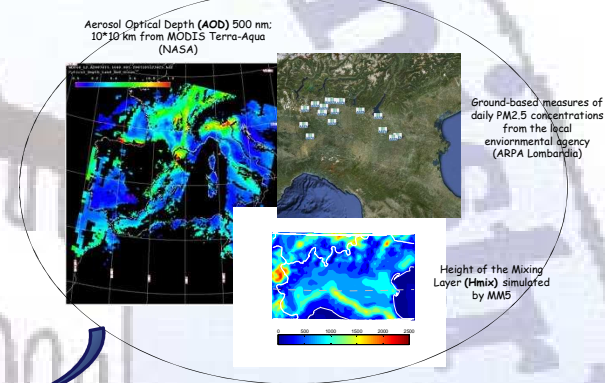 Aerosol Optical Depth (AOD) 500 nm;
10*10 km from MODIS Terra-Aqua
(NASA)
Ground-based measures of
daily PM2.5 concentrations
from the local
enviornmental agency
(ARPA Lombardia)
Height of the Mixing
Layer (Hmix) simulated
by MM5
0 500 1000 1500 2000 2500